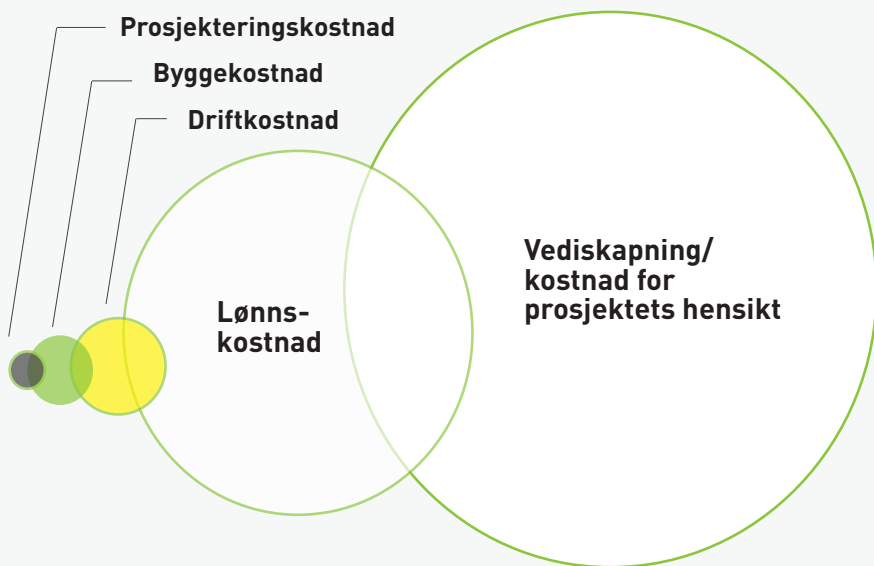 Prosjekteringskostnad
Byggekostnad
Driftkostnad
Lønns-
kostnad
Vediskapning/
kostnad for
prosjektets hensikt